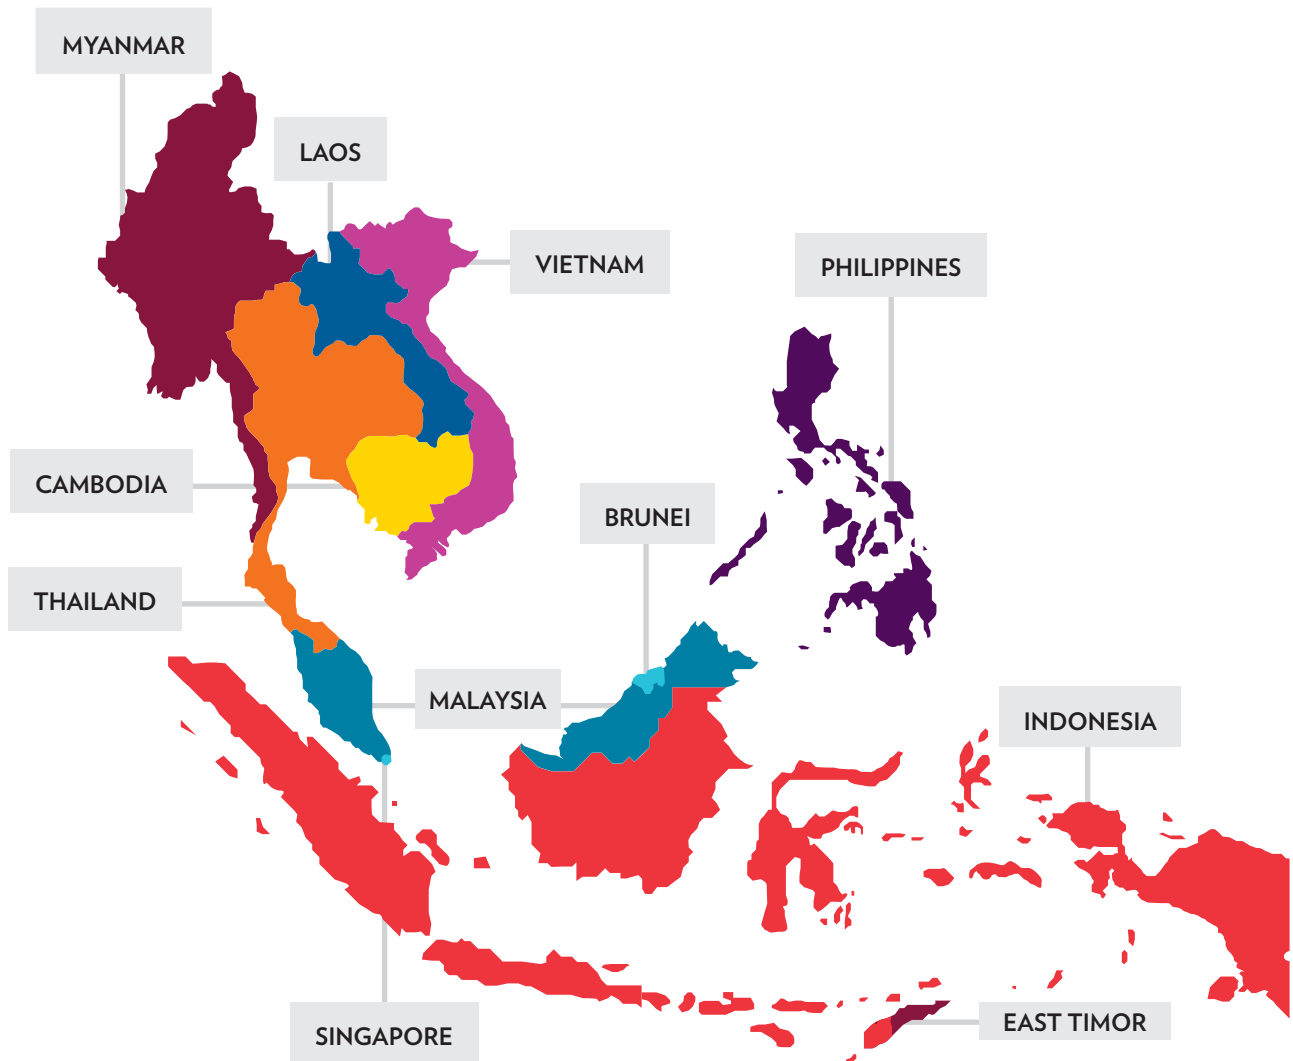 MYANMAR
LAOS
VIETNAM
PHILIPPINES
CAMBODIA
BRUNEI
THAILAND
MALAYSIA
INDONESIA
SINGAPORE
EAST TIMOR